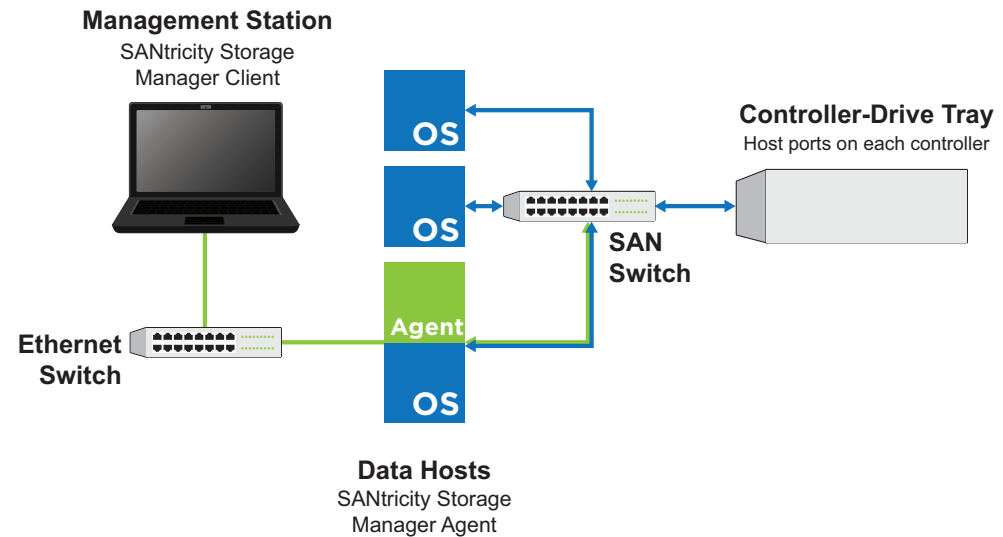 Management Station
SANtricity Storage
Manager Client
OS
Controller-Drive Tray
Host ports on each controller
OS
SAN
Switch
Agent
Ethernet
Switch
OS
Data Hosts
SANtricity Storage
Manager Agent